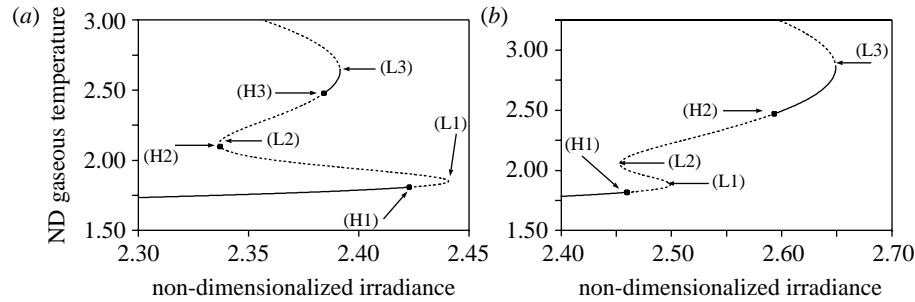 (a)
3.00
2.50
2.00
1.50
ND gaseous temperature
(L3)
(H3)
(L1)
(L2)
(H2)
(H1)
2.30
2.35
2.40
2.45
non-dimensionalized irradiance
(b)
3.00
2.50
2.00
1.50
(L3)
(H2)
(H1)
(L2)
(L1)
2.40
2.50
2.60
2.70
non-dimensionalized irradiance